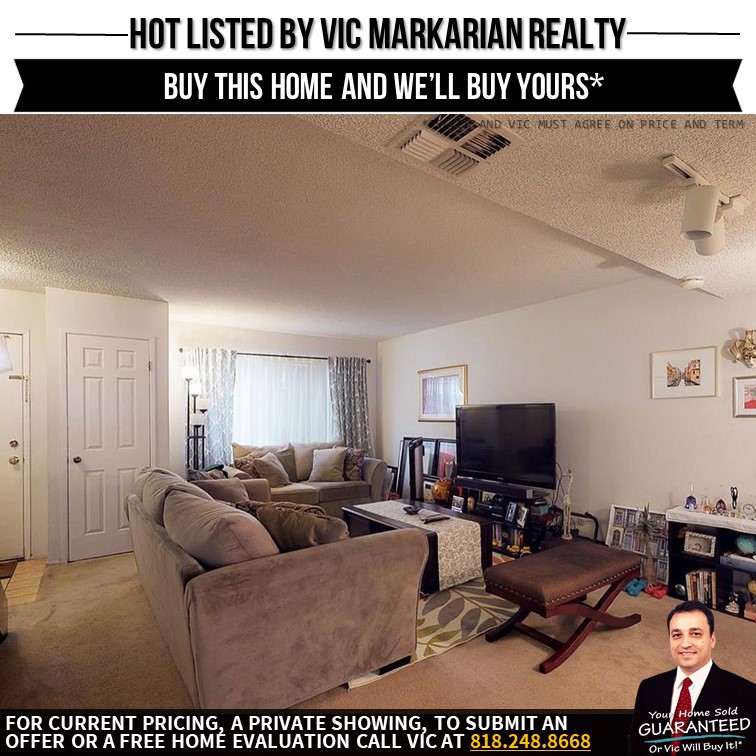 HOT LISTED BY VIC MARKARIAN REALTY
BUY THIS HOME AND WE'LL BUY YOURS*
AND VIC MUST AGREE ON PRICE AND TERM
Your Home Sold
GUARANTEED
Or Vic Will Buy It!
FOR CURRENT PRICING, A PRIVATE SHOWING, TO SUBMIT AN
OFFER OR A FREE HOME EVALUATION CALL VIC AT 818.248.8668